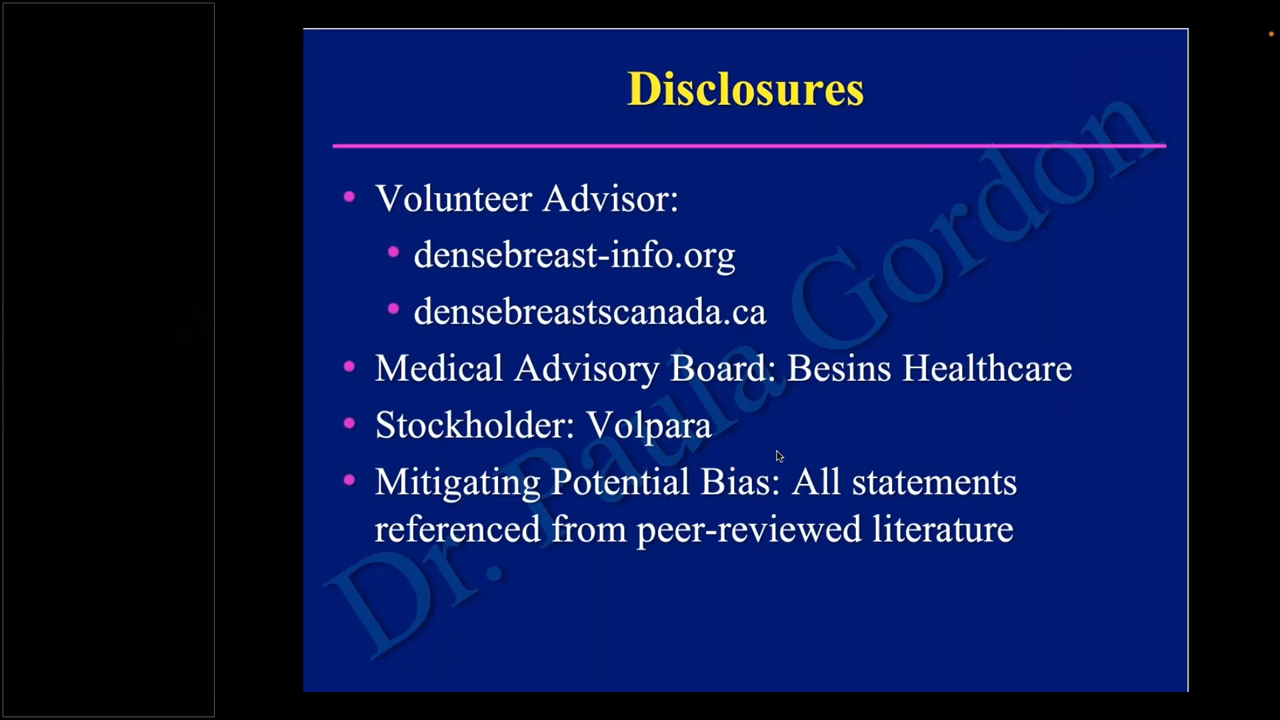 Disclosures
• Volunteer Advisor:
• densebreast-info.org
• densebreastscanada.ca
• Medical Advisory Board: Besins Healthcare
• Stockholder: Volpara
• Mitigating Potential Bias: All statements
referenced from peer-reviewed literature
Dr. Paula Gordon